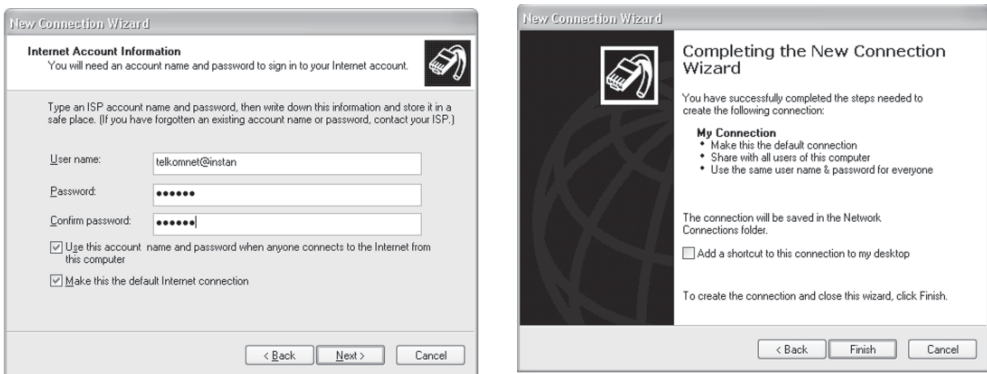 New Connection Wizard
Internet Account Information
You will need an account name and password to sign in to your Internet account.
Type an ISP account name and password, then write down this information and store it in a
safe place. (If you have forgotten an existing account name or password, contact your ISP.)
User name:
telkomnet@instan
Password:
••••••
Confirm password:
••••••
Use this account name and password when anyone connects to the Internet from
this computer
Make this the default Internet connection
< Back
Next >
Cancel
New Connection Wizard
Completing the New Connection
Wizard
You have successfully completed the steps needed to
create the following connection:
My Connection
• Make this the default connection
• Share with all users of this computer
• Use the same user name & password for everyone
The connection will be saved in the Network
Connections folder.
Add a shortcut to this connection to my desktop
To create the connection and close this wizard, click Finish.
< Back
Finish
Cancel